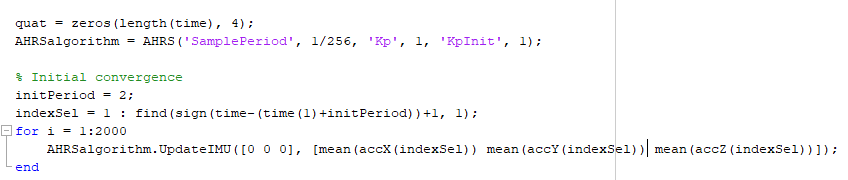 quat = zeros(length(time), 4);
AHRSalgorithm = AHRS('SamplePeriod', 1/256, 'Kp', 1, 'KpInit', 1);
% Initial convergence
initPeriod = 2;
indexSel = 1 : find(sign(time-(time(1)+initPeriod))+1, 1);
for i = 1:2000
AHRSalgorithm.UpdateIMU([0 0 0], [mean(accX(indexSel)) mean(accY(indexSel)) mean(accZ(indexSel))]);
end